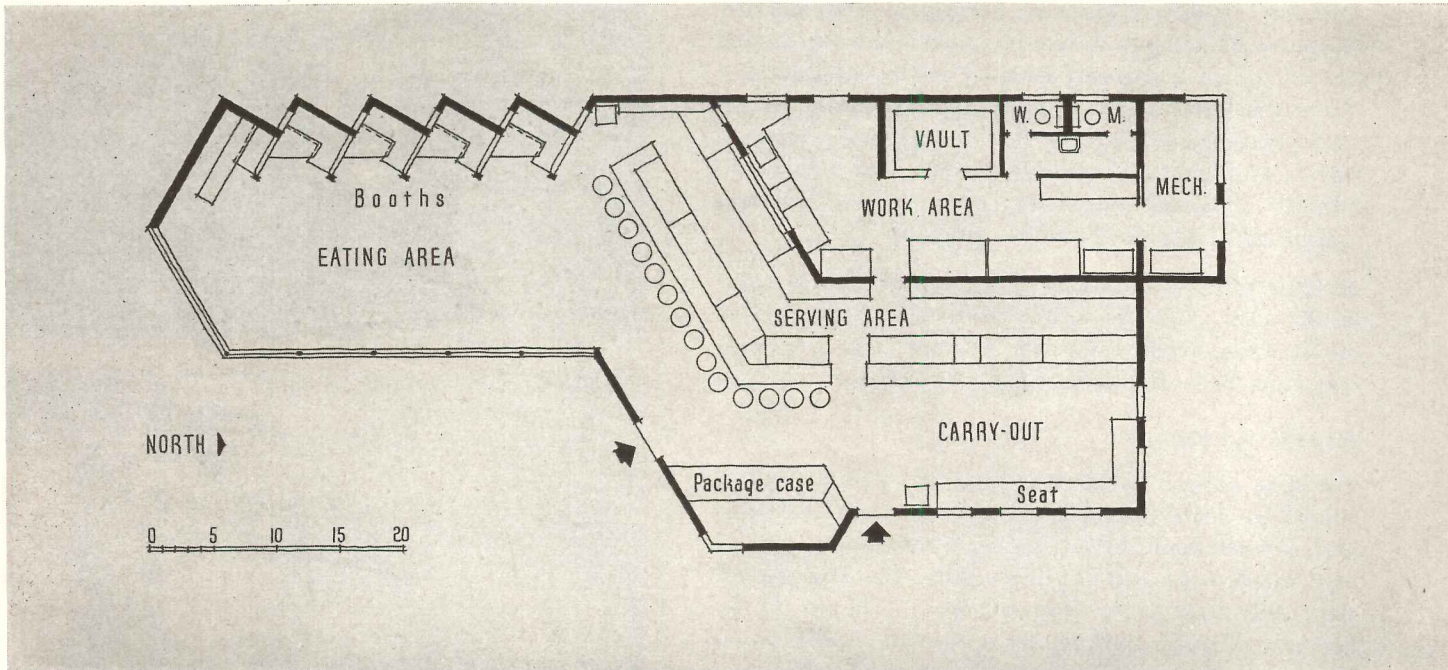 W.
M.
VAULT
MECH.
Booths
WORK AREA
EATING AREA
SERVING AREA
NORTH
CARRY-OUT
Package case
Seat
0 5 10 15 20